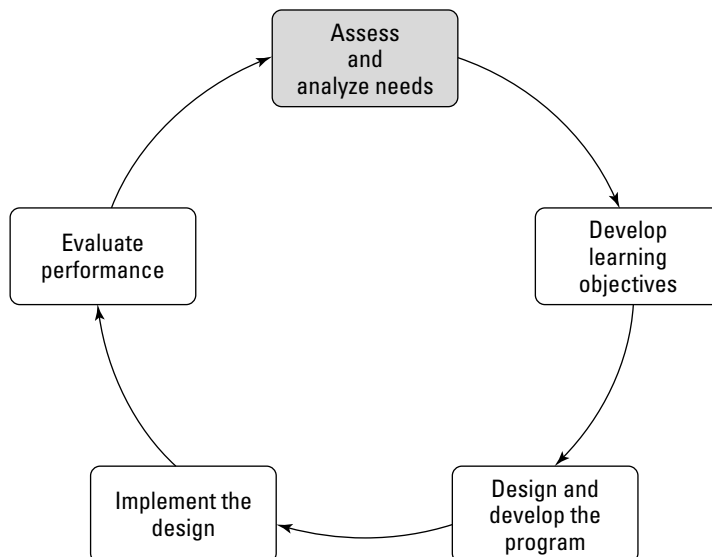 Assess
and
analyze needs
Develop
learning
objectives
Design and
develop the
program
Implement the
design
Evaluate
performance